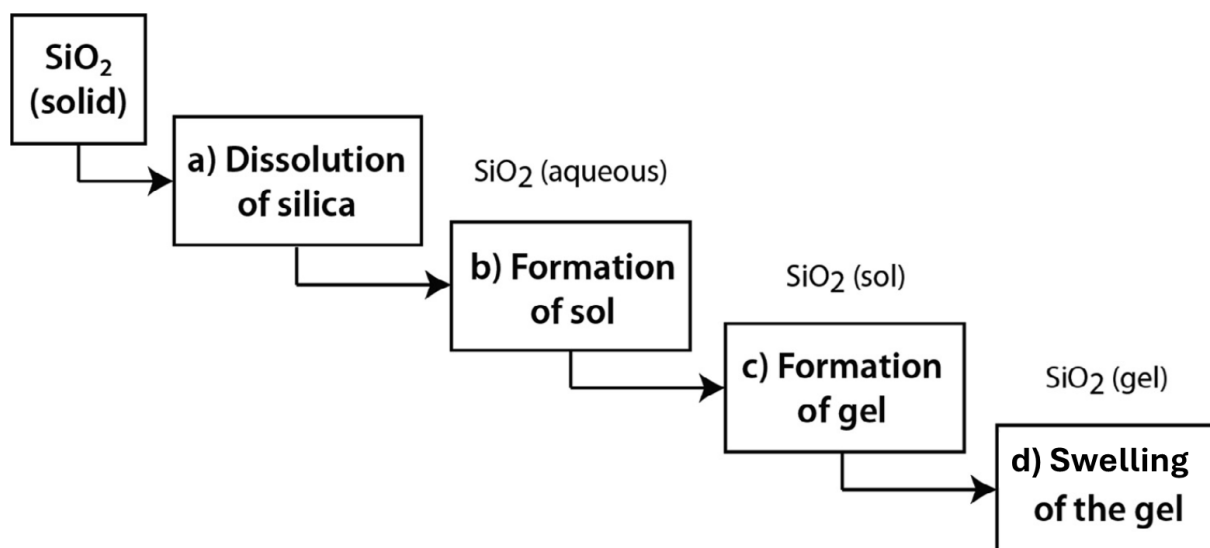 SiO₂
(solid)
a) Dissolution
of silica
SiO₂ (aqueous)
b) Formation
of sol
SiO₂ (sol)
c) Formation
of gel
SiO₂ (gel)
d) Swelling
of the gel